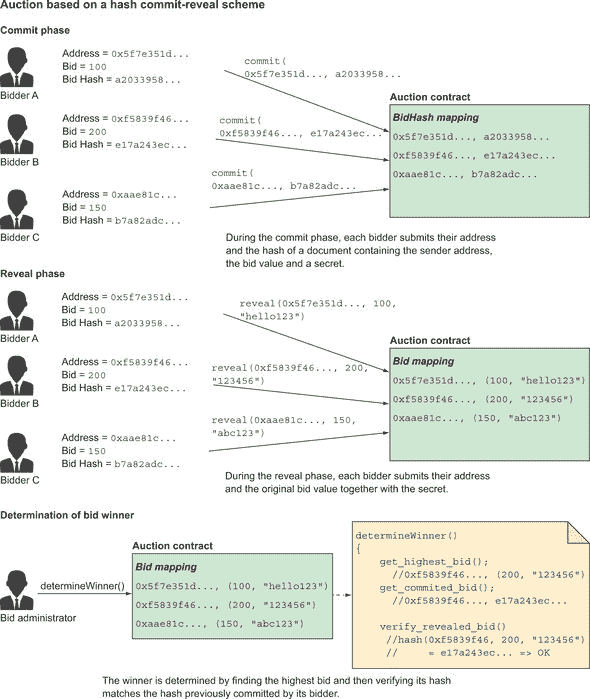 Auction based on a hash commit-reveal scheme
Commit phase
Address = 0x5f7e351d...
Bid = 100
Bid Hash = a2033958...
Bidder A
commit(
0x5f7e351d..., a2033958...
Address = 0xf5839f46...
Bid = 200
Bid Hash = e17a243ec...
Bidder B
commit(
0xf5839f46..., e17a243ec...
Address = 0xaae81c...
Bid = 150
Bid Hash = b7a82adc...
Bidder C
commit(
0xaae81c..., b7a82adc...
Auction contract
BidHash mapping
0x5f7e351d..., a2033958...
0xf5839f46..., e17a243ec...
0xaae81c..., b7a82adc...
During the commit phase, each bidder submits their address
and the hash of a document containing the sender address,
the bid value and a secret.
Reveal phase
Address = 0x5f7e351d...
Bid = 100
Bid Hash = a2033958...
Bidder A
reveal(0x5f7e351d..., 100,
"hello123")
Address = 0xf5839f46...
Bid = 200
Bid Hash = e17a243ec...
Bidder B
reveal(0xf5839f46..., 200,
"123456")
Address = 0xaae81c...
Bid = 150
Bid Hash = b7a82adc...
Bidder C
reveal(0xaae81c..., 150,
"abc123")
Auction contract
Bid mapping
0x5f7e351d..., (100, "hello123")
0xf5839f46..., (200, "123456")
0xaae81c..., (150, "abc123")
During the reveal phase, each bidder submits their address
and the original bid value together with the secret.
Determination of bid winner
Bid administrator
determineWinner()
Auction contract
Bid mapping
0x5f7e351d..., (100, "hello123")
0xf5839f46..., (200, "123456")
0xaae81c..., (150, "abc123")
determineWinner()
{
get_highest_bid();
//0xf5839f46..., (200, "123456")
get_commited_bid();
//0xf5839f46..., e17a243ec...
verify_revealed_bid()
//hash(0xf5839f46, 200, "123456")
// = e17a243ec... => OK
The winner is determined by finding the highest bid and then verifying its hash
matches the hash previously committed by its bidder.